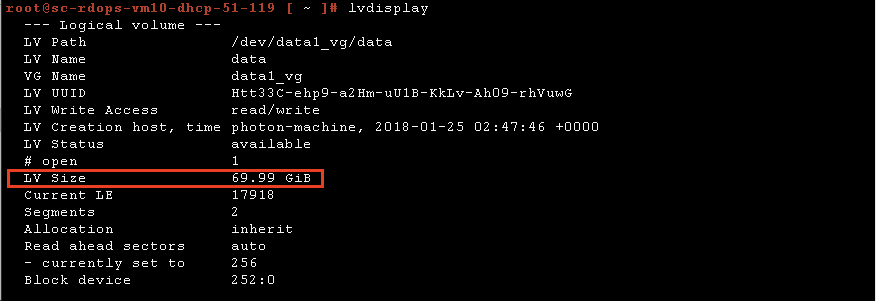 root@sc-rdops-vm10-dhcp-51-119 [ ~ ]# lvdisplay
--- Logical volume ---
LV Path /dev/data1_vg/data
LV Name data
VG Name data1_vg
LV UUID Htt33C-ehp9-a2Hm-uU1B-KkLv-Ah09-rhVuwG
LV Write Access read/write
LV Creation host, time photon-machine, 2018-01-25 02:47:46 +0000
LV Status available
# open 1
LV Size 69.99 GiB
Current LE 17918
Segments 2
Allocation inherit
Read ahead sectors auto
- currently set to 256
Block device 252:0